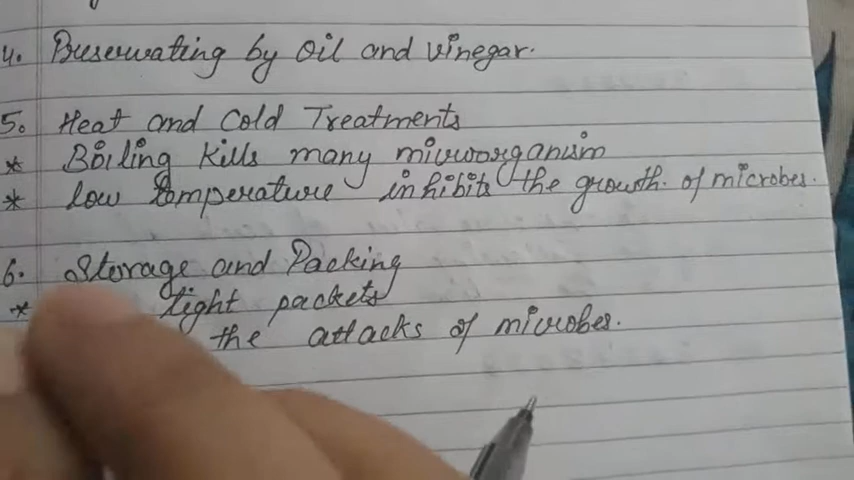 4. Preserwating by Oil and vinegar.
5. Heat and Cold Treatments
* Boiling kills many microorganism
* low temperature inhibits the growth. of microbes.
6. Storage and Packing
* tight packets
the attacks of microbes.